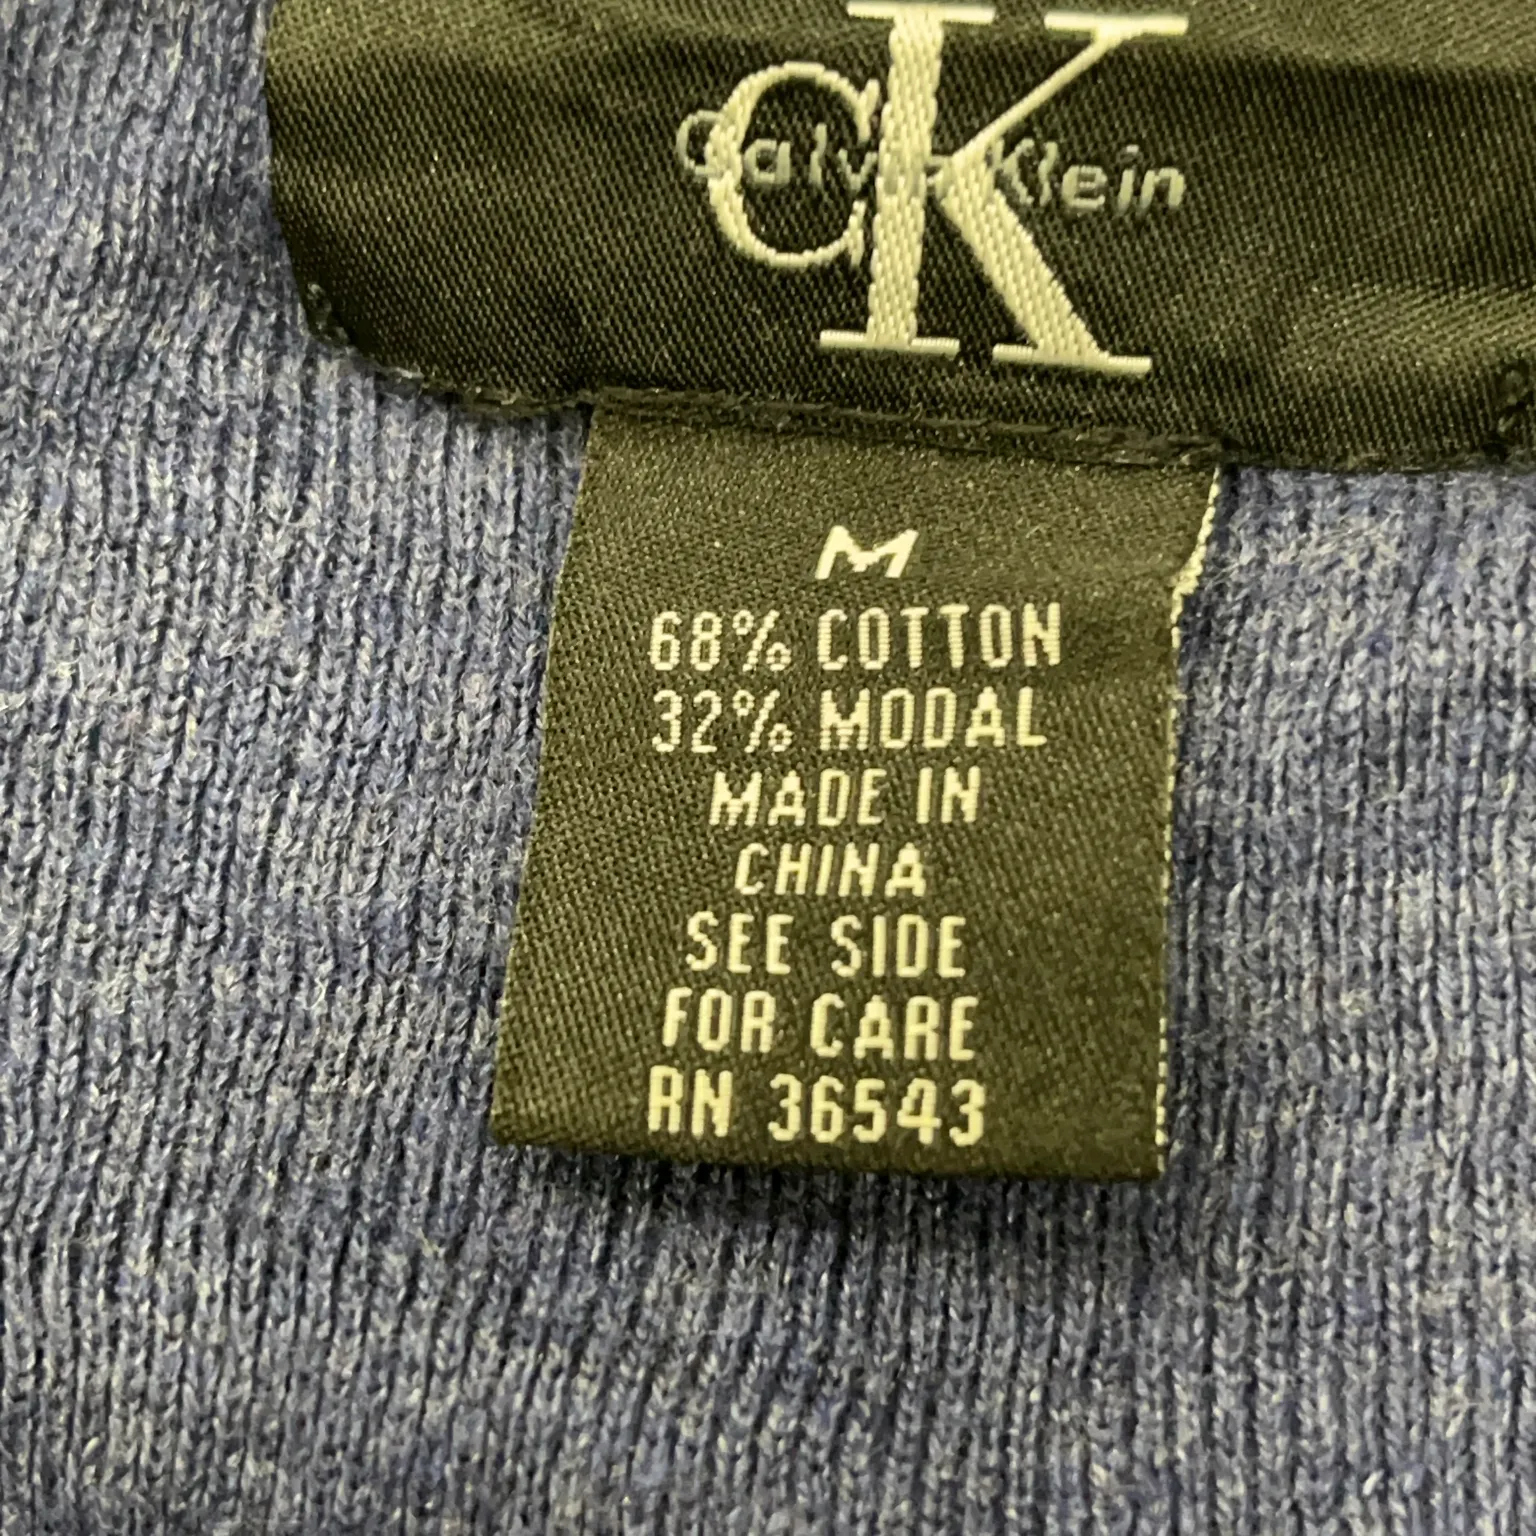 CK
Calvin Klein
M
68% COTTON
32% MODAL
MADE IN
CHINA
SEE SIDE
FOR CARE
RN 36543